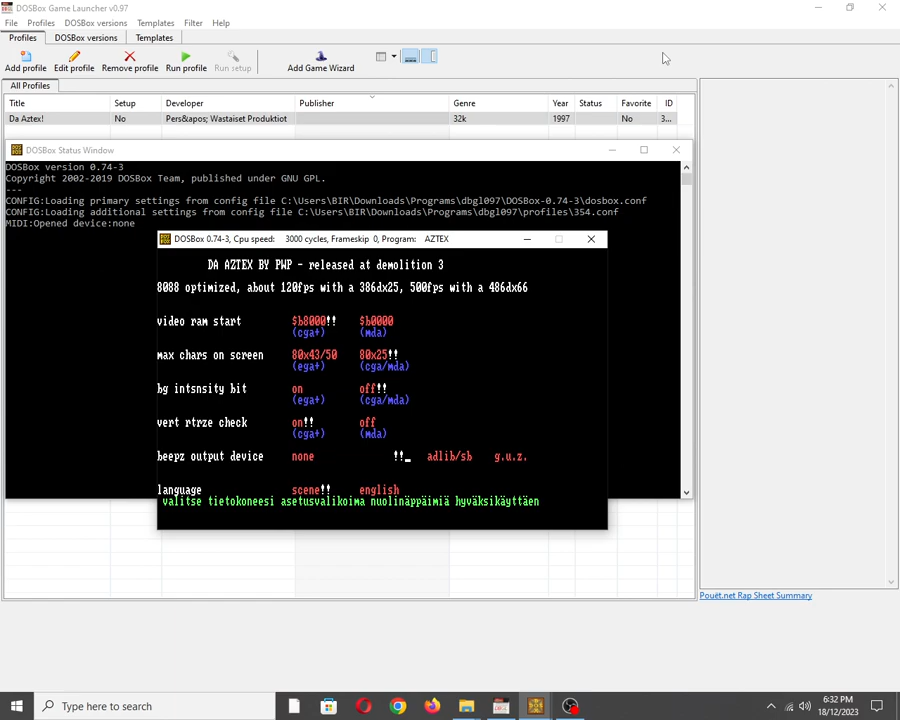 DOSBox Game Launcher v0.97
File Profiles DOSBox versions Templates Filter Help
Profiles DOSBox versions Templates
Add profile Edit profile Remove profile Run profile Run setup Add Game Wizard
All Profiles
Title Setup Developer Publisher Genre Year Status Favorite ID
Da Aztex! No Pers&apos; Wastaiset Produktiot 32k 1997 No 3...
DOSBox Status Window
DOSBox version 0.74-3
Copyright 2002-2019 DOSBox Team, published under GNU GPL.
---
CONFIG:Loading primary settings from config file C:\Users\BIR\Downloads\Programs\dbgl097\DOSBox-0.74-3\dosbox.conf
CONFIG:Loading additional settings from config file C:\Users\BIR\Downloads\Programs\dbgl097\profiles\354.conf
MIDI:Opened device:none
DOSBox 0.74-3, Cpu speed: 3000 cycles, Frameskip 0, Program: AZTEX
DA AZTEX BY PWP - released at demolition 3
8088 optimized, about 120fps with a 386dx25, 500fps with a 486dx66
video ram start $b8000!! $b0000
(cga+) (mda)
max chars on screen 80x43/50 80x25!!
(ega+) (cga/mda)
bg intsnsity bit on off!!
(ega+) (cga/mda)
vert rtrze check on!! off
(cga+) (mda)
beepz output device none !!_ adlib/sb g.u.z.
language scene!! english
valitse tietokoneesi asetusvalikoima nuolinäppäimiä hyväksikäyttäen
Pouët.net Rap Sheet Summary
Type here to search
6:32 PM
18/12/2023